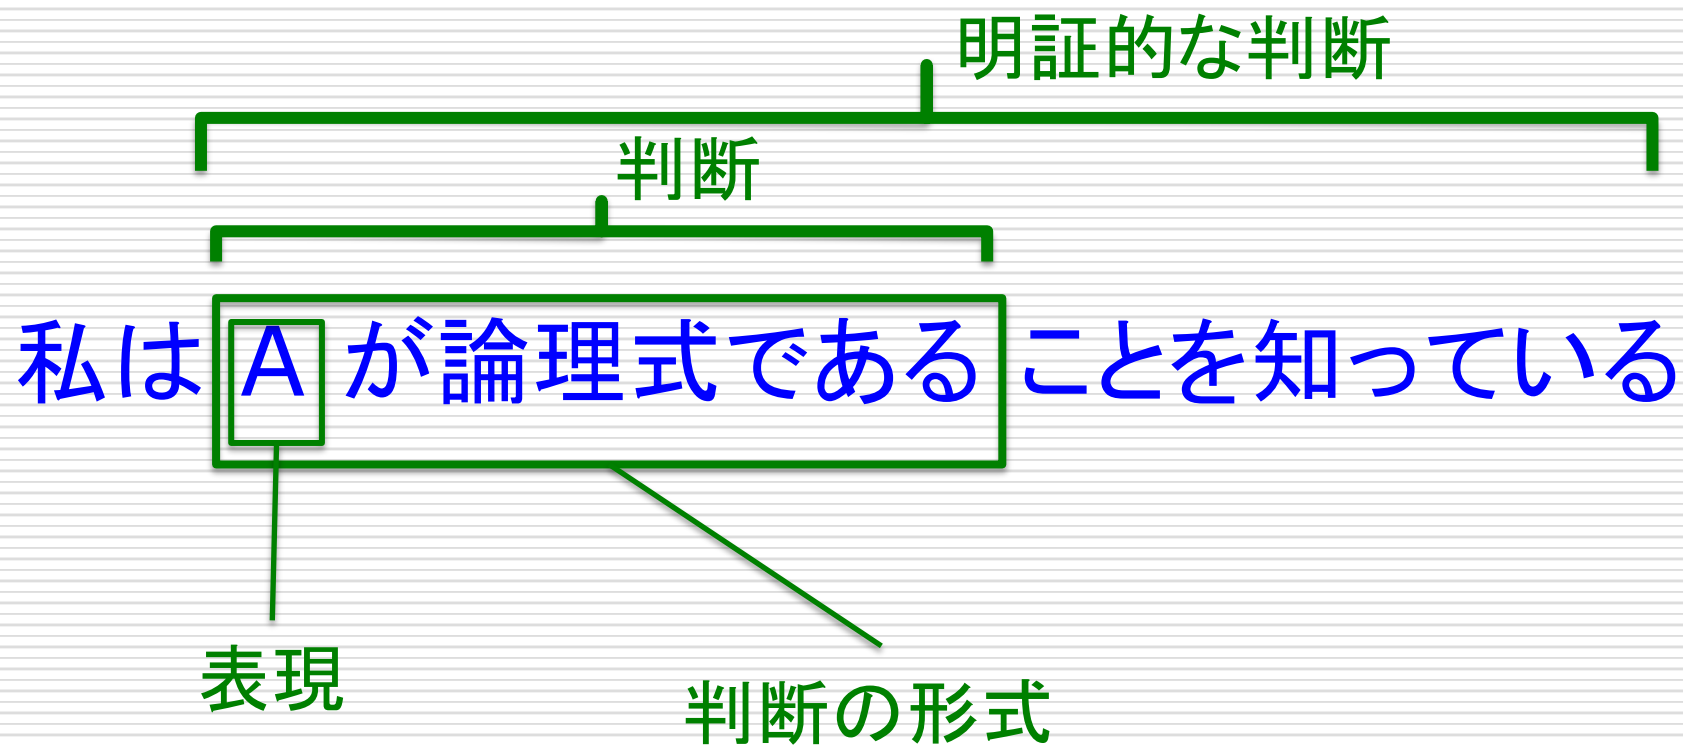 明証的な判断
判断
私は A が論理式である ことを知っている
表現
判断の形式